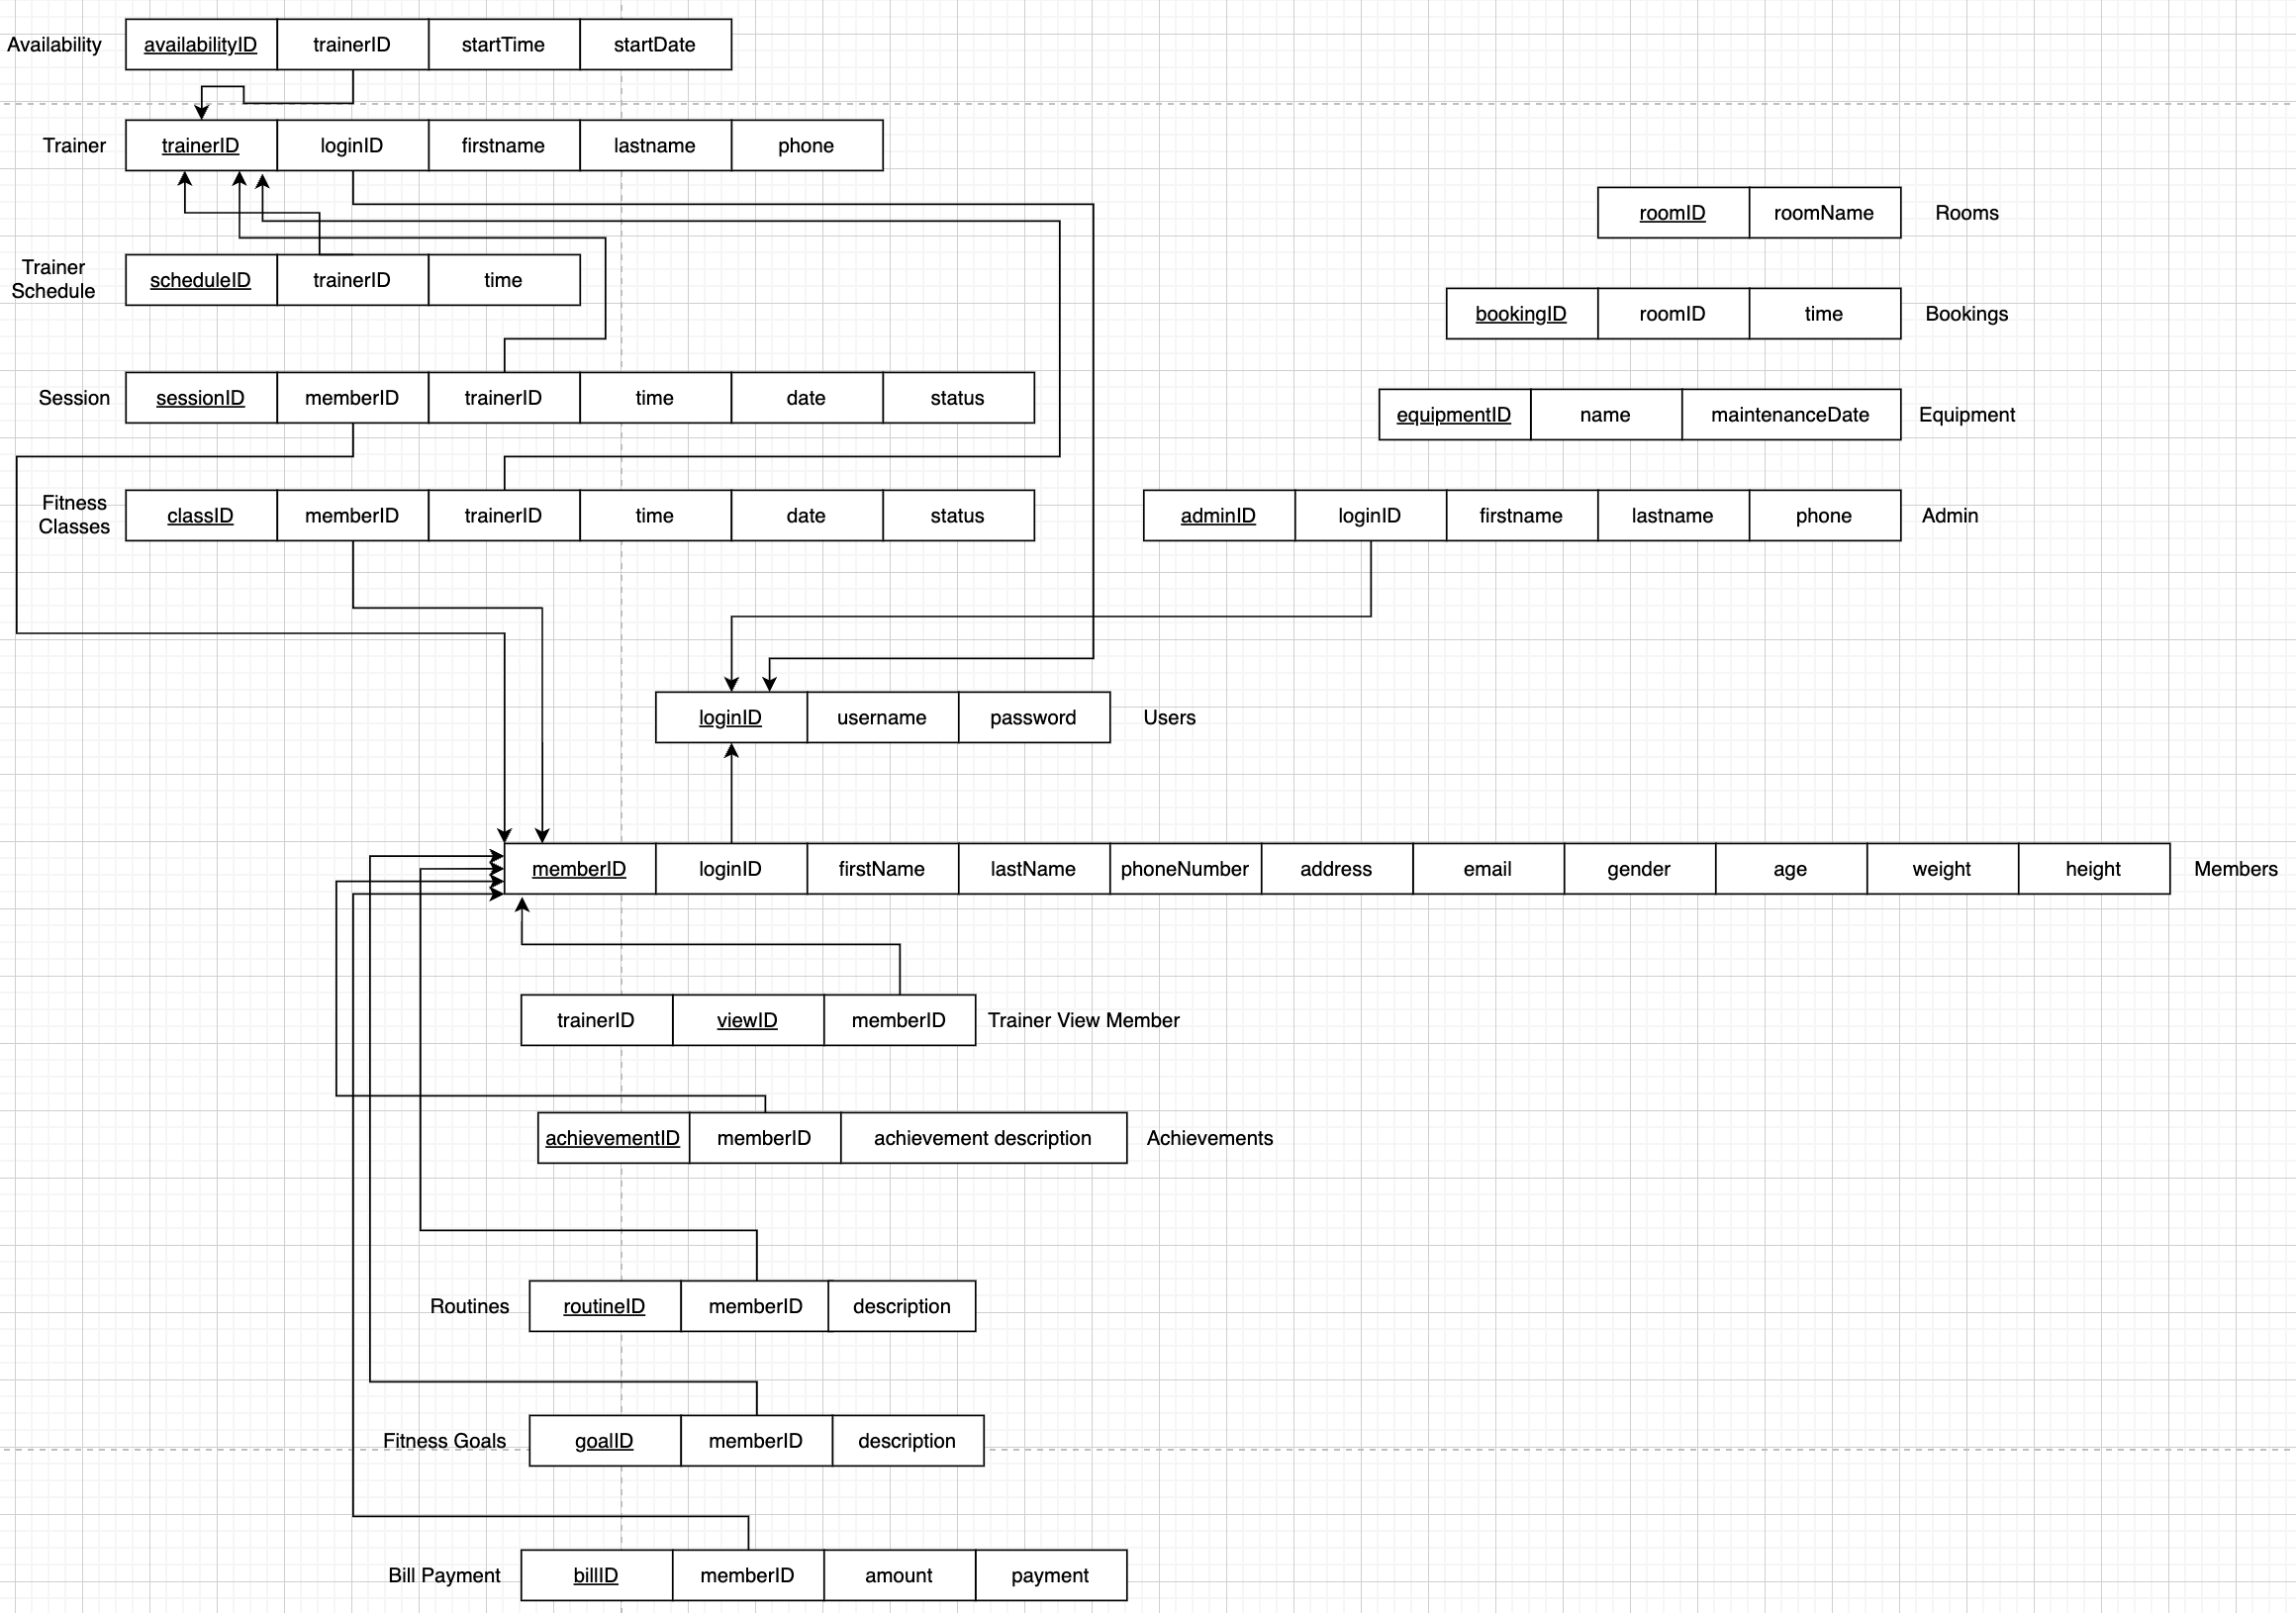 Availability availabilityID trainerID startTime startDate
Trainer trainerID loginID firstname lastname phone
roomID roomName Rooms
Trainer
Schedule
scheduleID trainerID time
bookingID roomID time Bookings
Session sessionID memberID trainerID time date status
equipmentID name maintenanceDate Equipment
Fitness
Classes
classID memberID trainerID time date status
adminID loginID firstname lastname phone Admin
loginID username password Users
memberID loginID firstName lastName phoneNumber address email gender age weight height Members
trainerID viewID memberID Trainer View Member
achievementID memberID achievement description Achievements
Routines routineID memberID description
Fitness Goals goalID memberID description
Bill Payment billID memberID amount payment